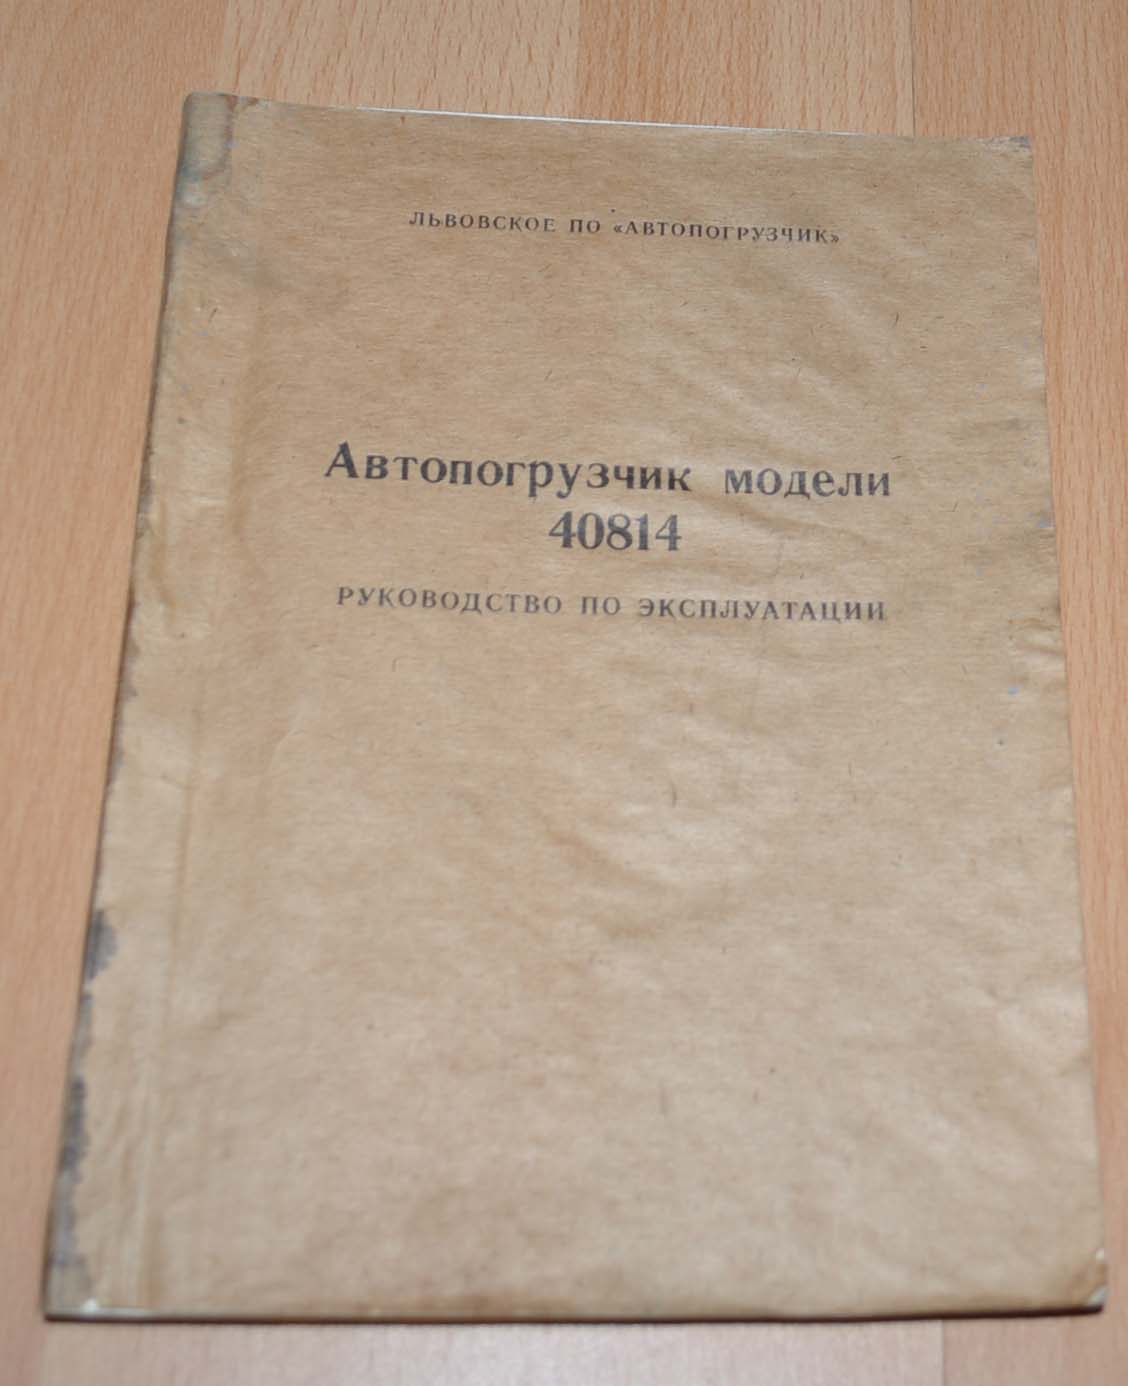 ЛЬВОВСКОЕ ПО «АВТОПОГРУЗЧИК»
Автопогрузчик модели
40814
РУКОВОДСТВО ПО ЭКСПЛУАТАЦИИ